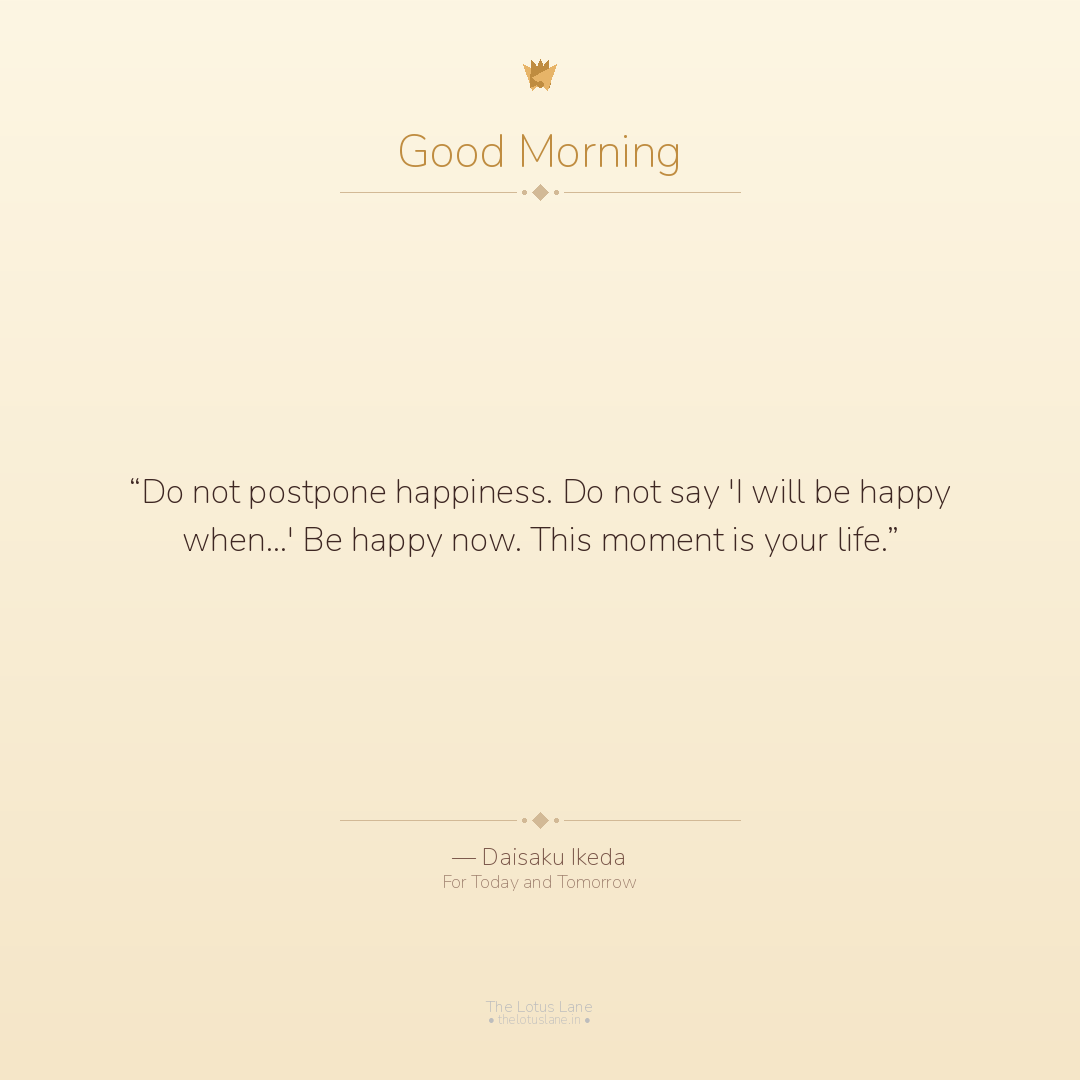 Good Morning
“Do not postpone happiness. Do not say 'I will be happy
when...' Be happy now. This moment is your life.”
— Daisaku Ikeda
For Today and Tomorrow
The Lotus Lane
• thelotuslane.in •